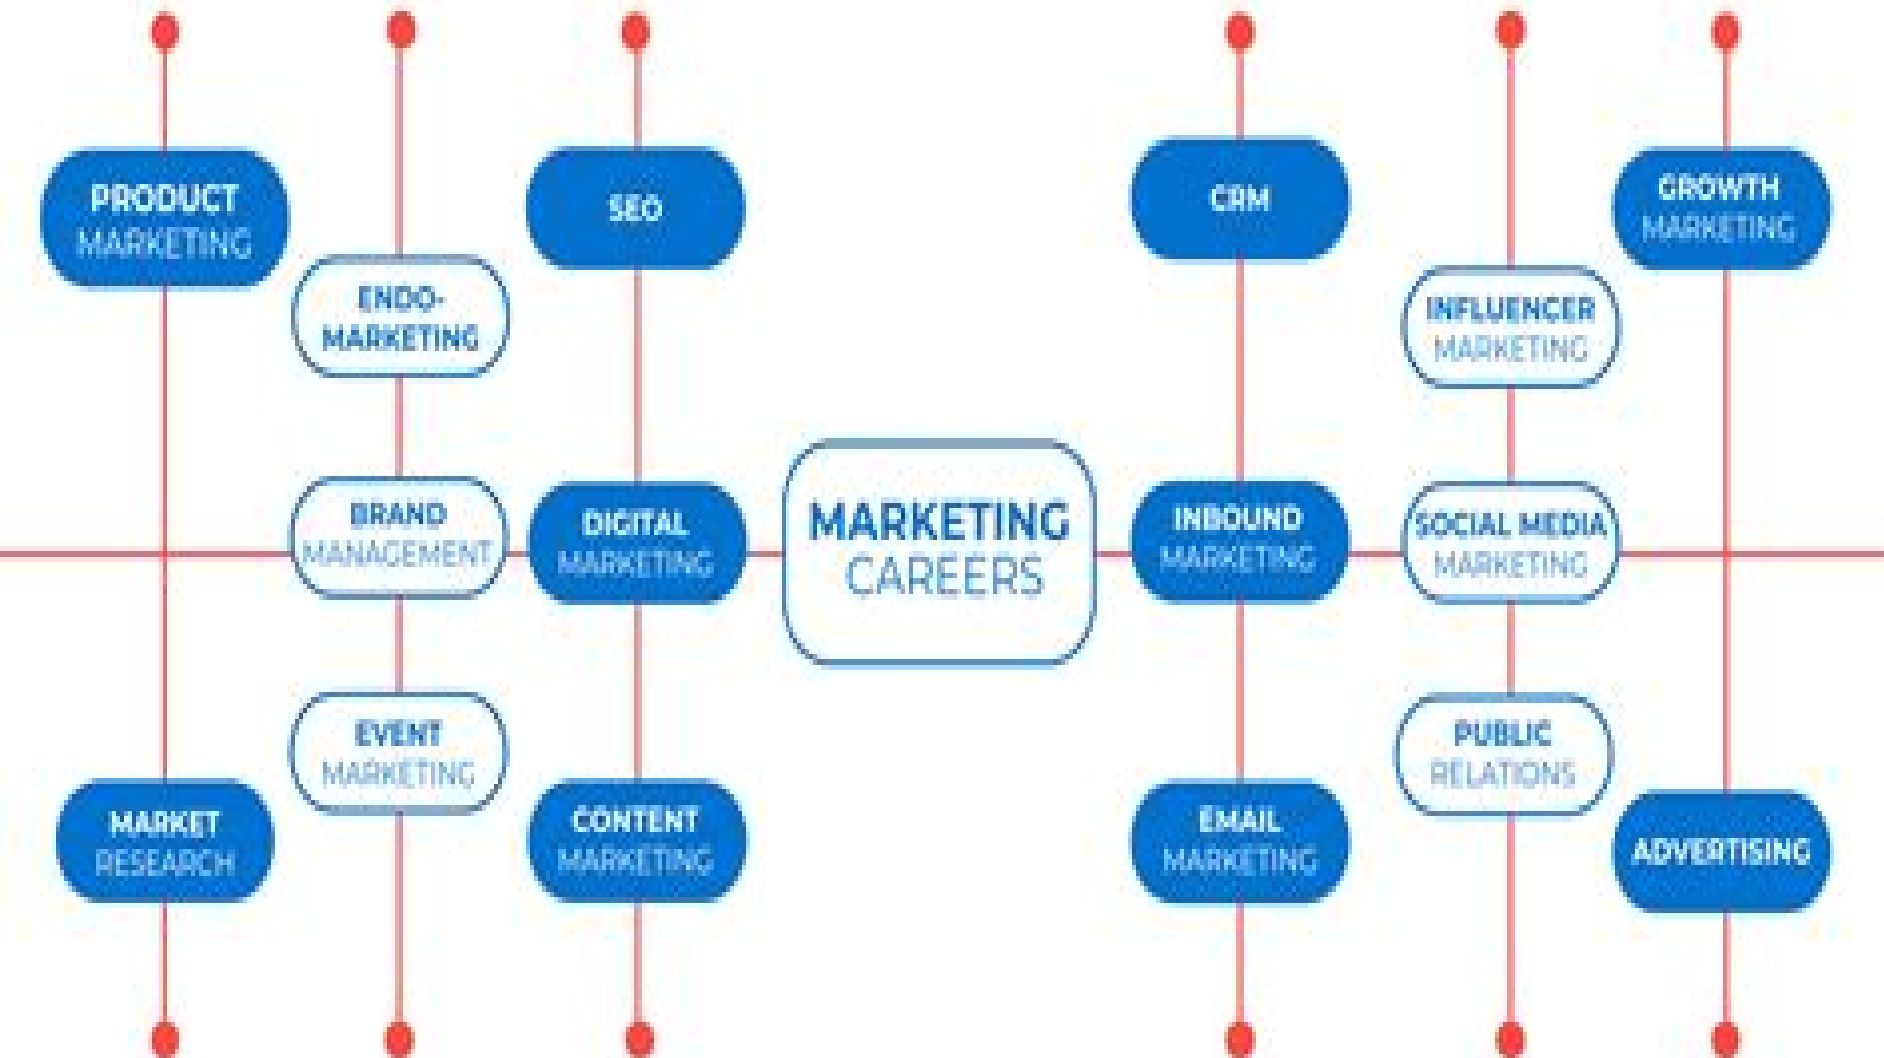 PRODUCT
MARKETING
ENDO-
MARKETING
SEO
CRM
GROWTH
MARKETING
INFLUENCER
MARKETING
BRAND
MANAGEMENT
DIGITAL
MARKETING
MARKETING
CAREERS
INBOUND
MARKETING
SOCIAL MEDIA
MARKETING
EVENT
MARKETING
PUBLIC
RELATIONS
MARKET
RESEARCH
CONTENT
MARKETING
EMAIL
MARKETING
ADVERTISING